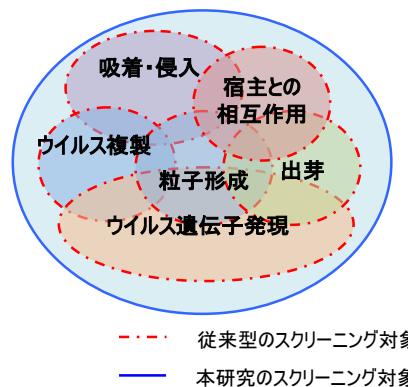 吸着・侵入
宿主との
相互作用
ウイルス複製
粒子形成
出芽
ウイルス遺伝子発現
従来型のスクリーニング対象
本研究のスクリーニング対象